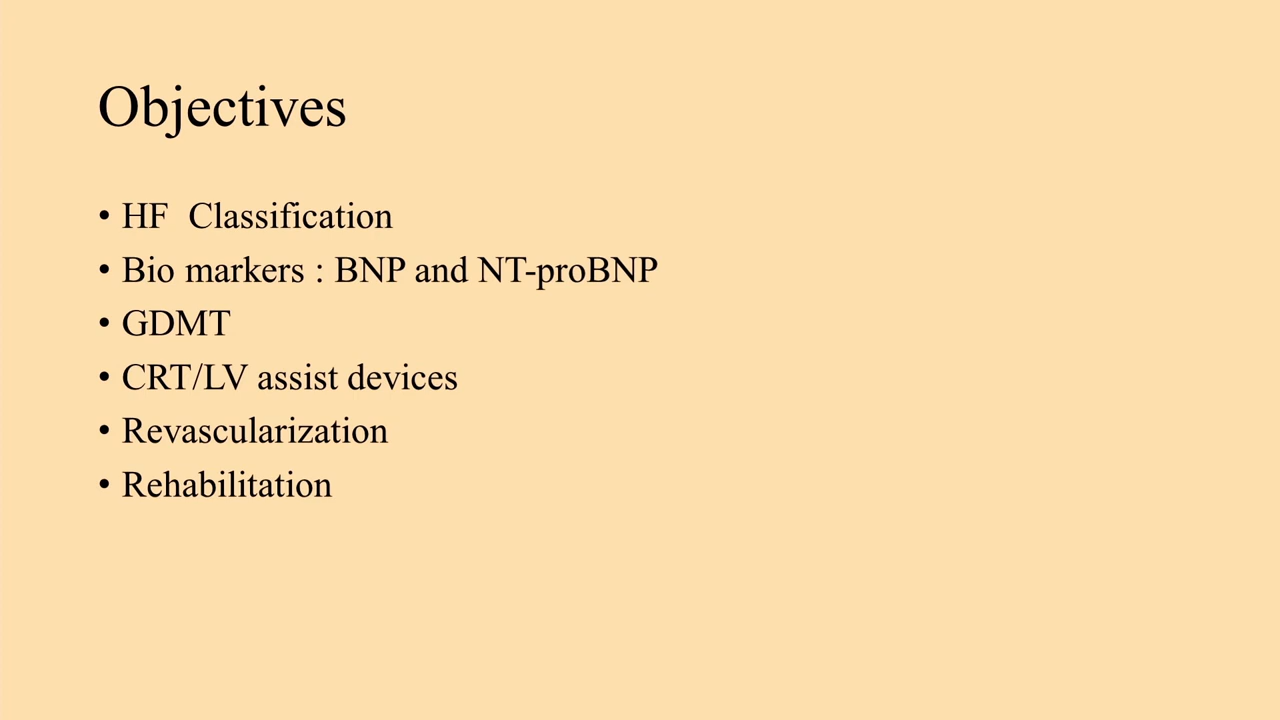 Objectives
• HF  Classification
• Bio markers : BNP and NT-proBNP
• GDMT
• CRT/LV assist devices
• Revascularization
• Rehabilitation